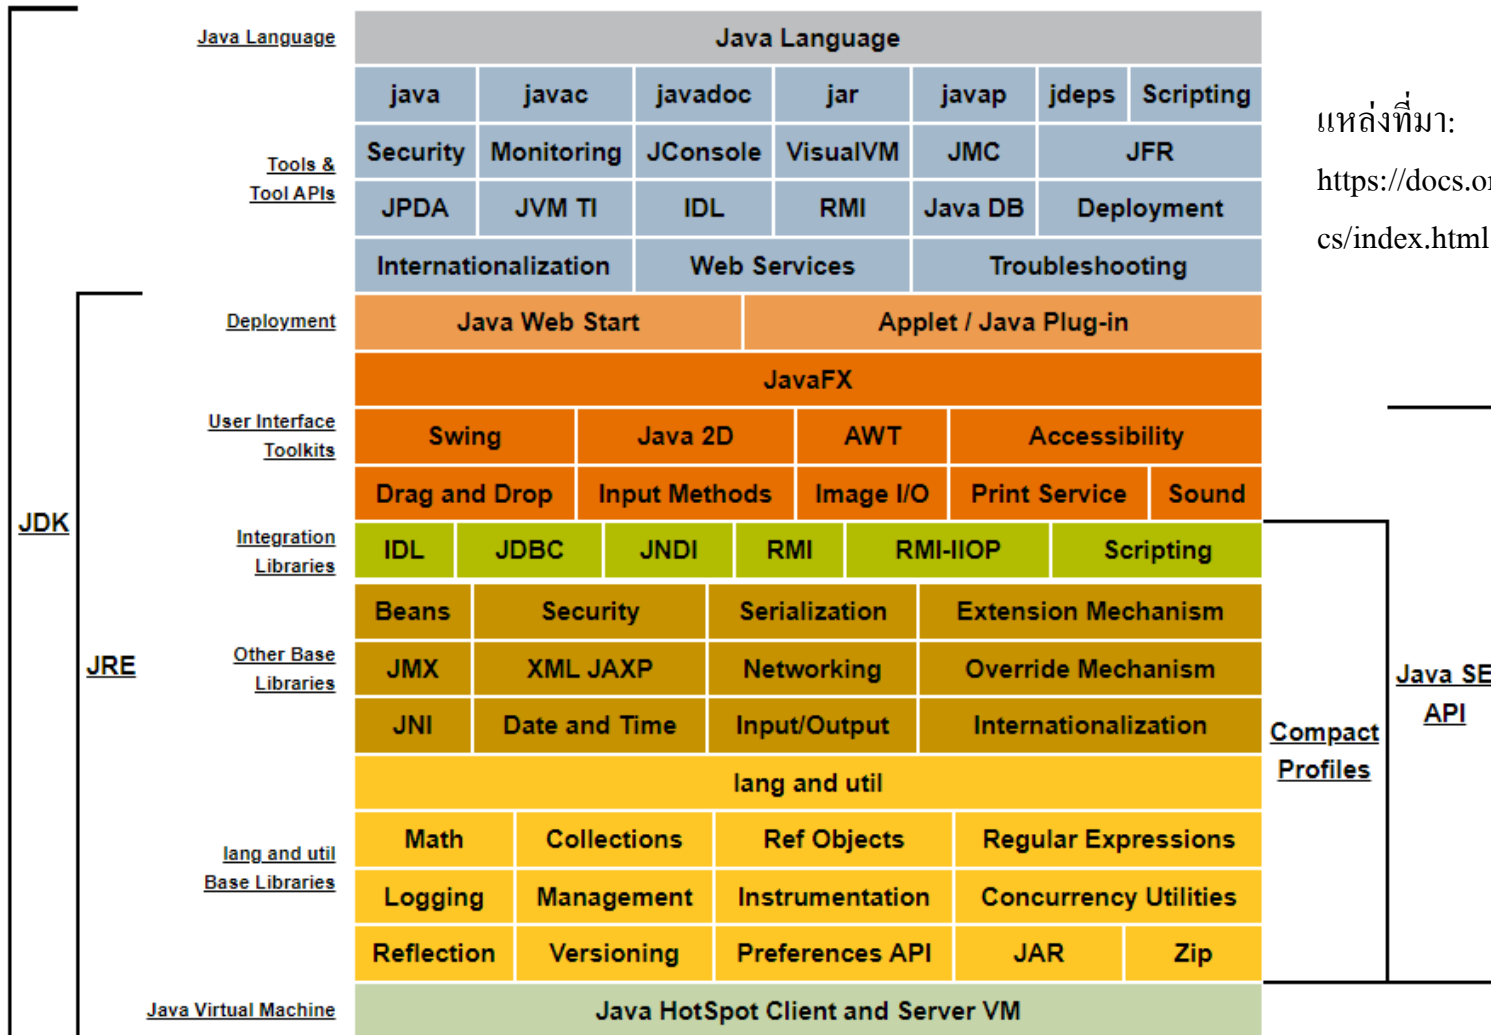 Java Language
Java Language
java javac javadoc jar javap jdeps Scripting
แหล่งที่มา:
Tools &
Tool APIs
Security Monitoring JConsole VisualVM JMC JFR
https://docs.or
JPDA JVM TI IDL RMI Java DB Deployment
cs/index.html
Internationalization Web Services Troubleshooting
Deployment
Java Web Start Applet / Java Plug-in
JavaFX
User Interface
Toolkits
Swing Java 2D AWT Accessibility
Drag and Drop Input Methods Image I/O Print Service Sound
JDK
Integration
Libraries
IDL JDBC JNDI RMI RMI-IIOP Scripting
Beans Security Serialization Extension Mechanism
JRE
Other Base
Libraries
JMX XML JAXP Networking Override Mechanism
Java SE
API
JNI Date and Time Input/Output Internationalization
Compact
Profiles
lang and util
lang and util
Base Libraries
Math Collections Ref Objects Regular Expressions
Logging Management Instrumentation Concurrency Utilities
Reflection Versioning Preferences API JAR Zip
Java Virtual Machine
Java HotSpot Client and Server VM